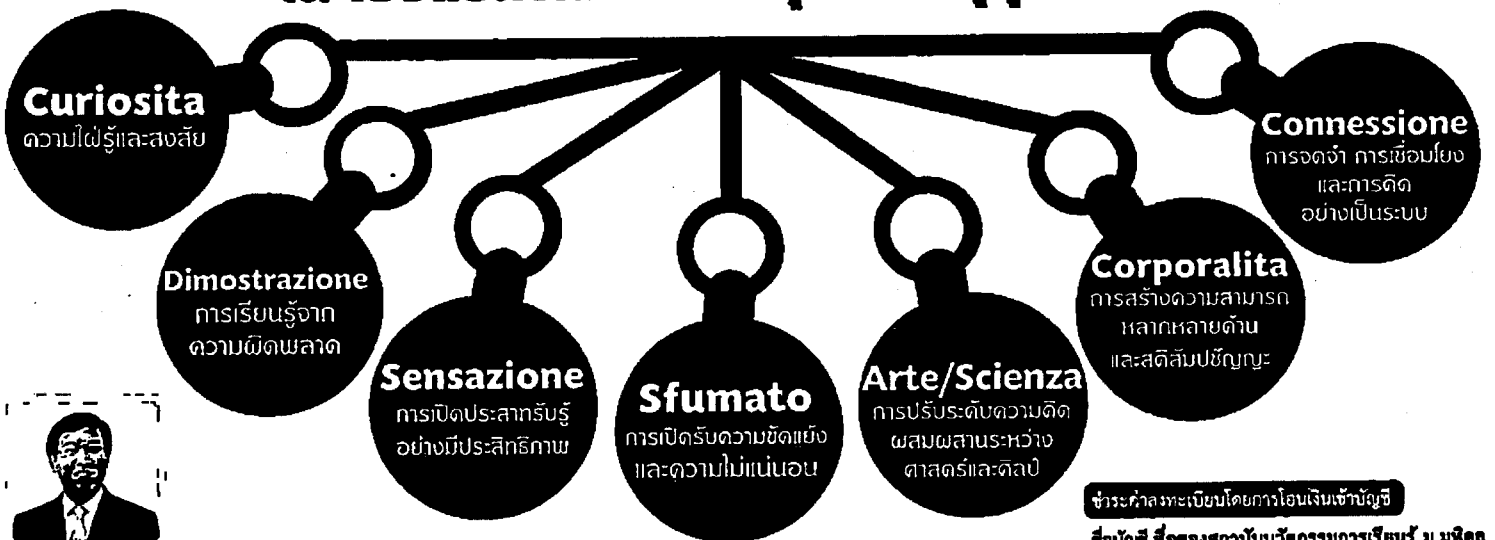 Curiosita
ความใฝ่รู้และสงสัย
Dimostrazione
การเรียนรู้จาก
ความผิดพลาด
Sensazione
การเปิดประสาทรับรู้
อย่างมีประสิทธิภาพ
Sfumato
การเปิดรับความขัดแย้ง
และความไม่แน่นอน
Arte/Scienza
การปรับระดับความคิด
ผสมผสานระหว่าง
ศาสตร์และศิลป์
Corporalita
การสร้างความสามารถ
หลากหลายด้าน
และสติสัมปชัญญะ
Connessione
การจดจำ การเชื่อมโยง
และการคิด
อย่างเป็นระบบ
ชำระค่าลงทะเบียนโดยการโอนเงินเข้าบัญชี